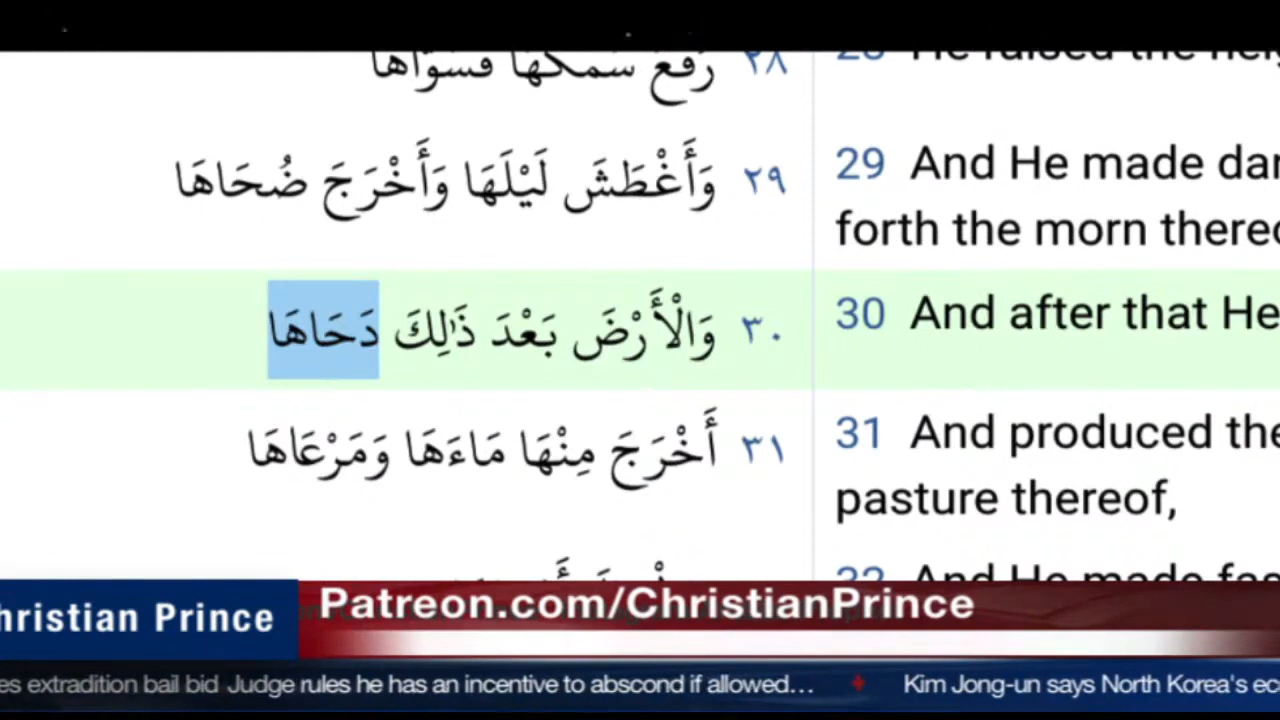 رَفَعَ سَمْكَهَا فَسَوَّاهَا ٢٨
29 And He made dar
وَأَغْطَشَ لَيْلَهَا وَأَخْرَجَ ضُحَاهَا ٢٩
forth the morn thereo
وَالْأَرْضَ بَعْدَ ذَٰلِكَ دَحَاهَا ٣٠
30 And after that He
أَخْرَجَ مِنْهَا مَاءَهَا وَمَرْعَاهَا ٣١
31 And produced the
pasture thereof,
hristian Prince
Patreon.com/ChristianPrince
es extradition bail bid Judge rules he has an incentive to abscond if allowed... Kim Jong-un says North Korea's ec